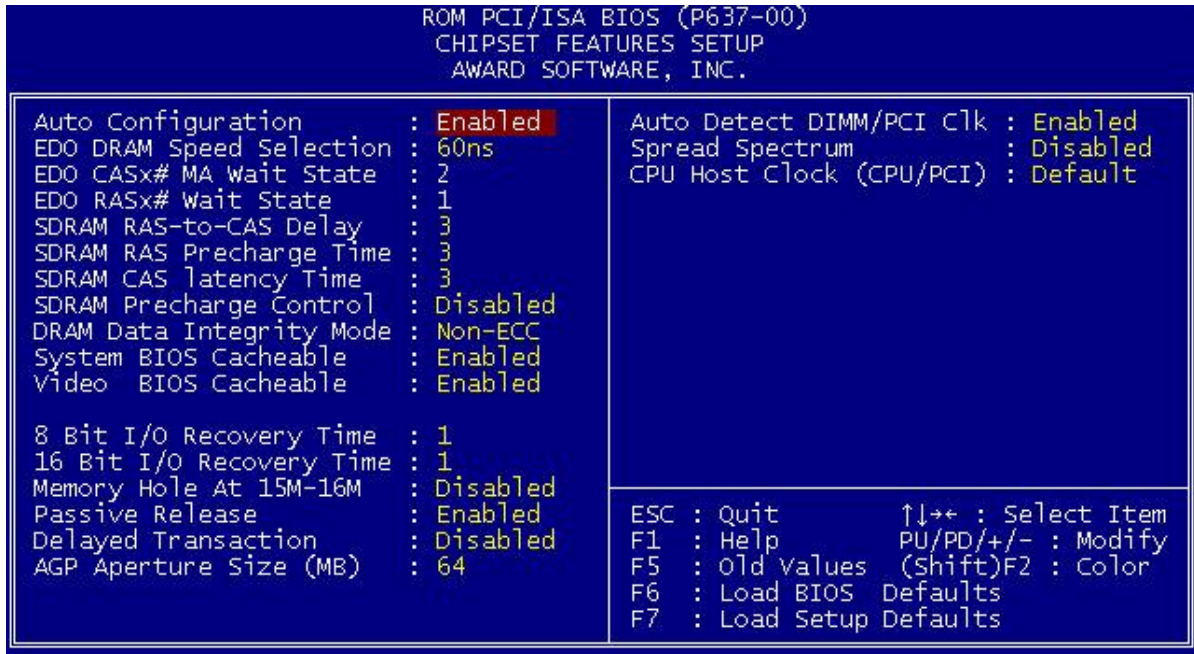 ROM PCI/ISA BIOS (P637-00)
CHIPSET FEATURES SETUP
AWARD SOFTWARE, INC.
Auto Configuration : Enabled
EDO DRAM Speed Selection : 60ns
EDO CASx# MA Wait State : 2
EDO RASx# Wait State : 1
SDRAM RAS-to-CAS Delay : 3
SDRAM RAS Precharge Time : 3
SDRAM CAS latency Time : 3
SDRAM Precharge Control : Disabled
DRAM Data Integrity Mode : Non-ECC
System BIOS Cacheable : Enabled
Video BIOS Cacheable : Enabled
8 Bit I/O Recovery Time : 1
16 Bit I/O Recovery Time : 1
Memory Hole At 15M-16M : Disabled
Passive Release : Enabled
Delayed Transaction : Disabled
AGP Aperture Size (MB) : 64
Auto Detect DIMM/PCI Clk : Enabled
Spread Spectrum : Disabled
CPU Host Clock (CPU/PCI) : Default
ESC : Quit ↑↓→← : Select Item
F1 : Help PU/PD/+/- : Modify
F5 : Old Values (Shift)F2 : Color
F6 : Load BIOS Defaults
F7 : Load Setup Defaults